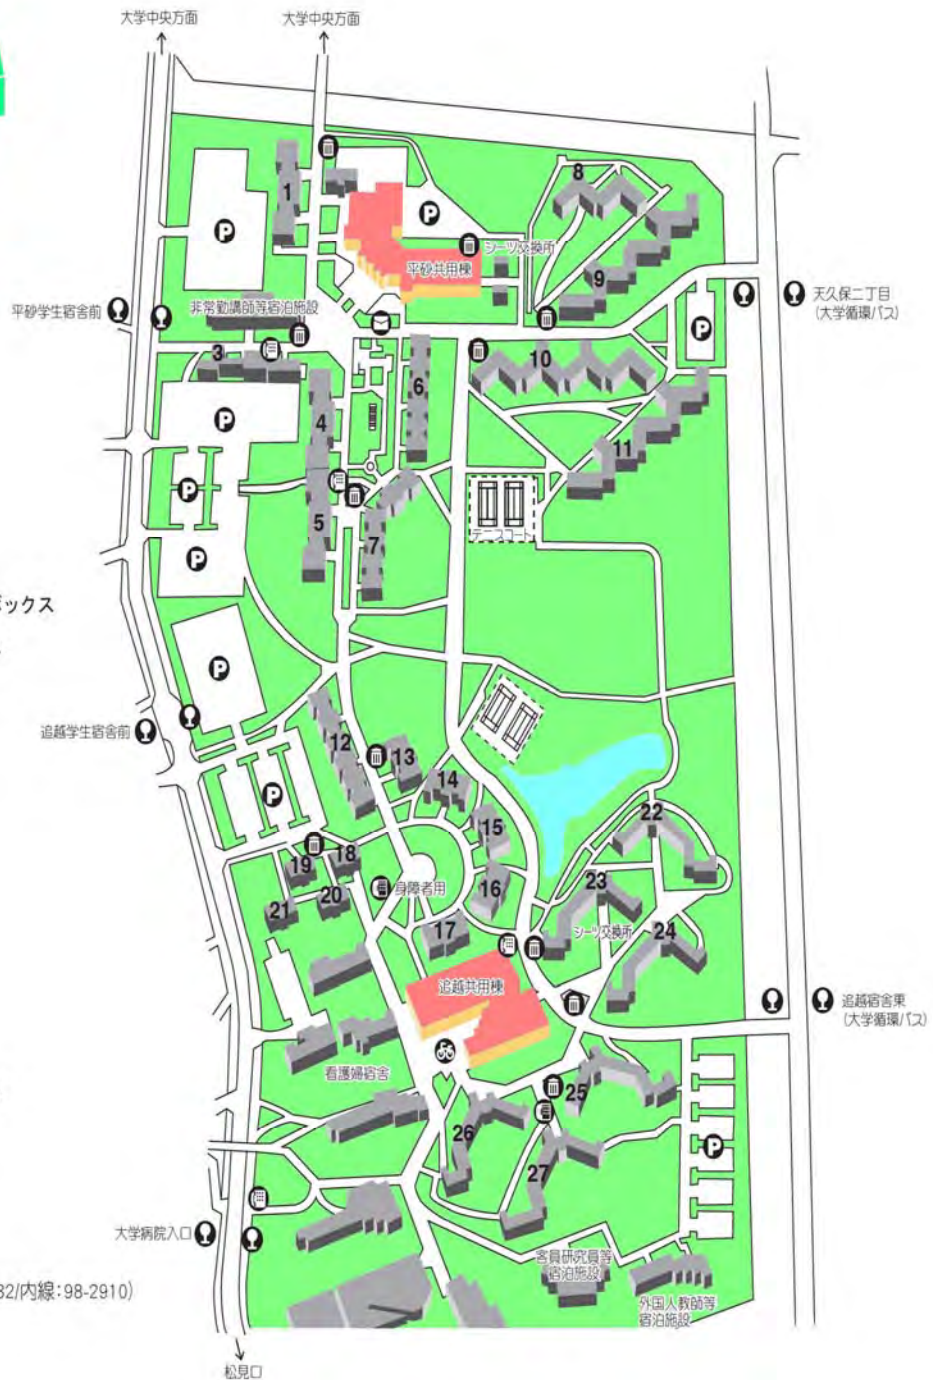 大学中央方面
大学中央方面
P
1
8
P
シーツ交換所
平砂共用棟
9
平砂学生宿舎前
非常勤講師等宿泊施設
天久保二丁目
(大学循環バス)
P
3
10
6
P
4
11
P
5
テニスコート
7
P
ボックス
P
追越学生宿舎前
12
13
14
P
15
22
19
18
身障者用
16
23
20
21
17
シーツ交換所
24
追越共用棟
追越宿舎東
(大学循環バス)
看護婦宿舎
25
26
P
27
大学病院入口
客員研究員等
宿泊施設
32/内線:98-2910)
外国人教師等
宿泊施設
松見口